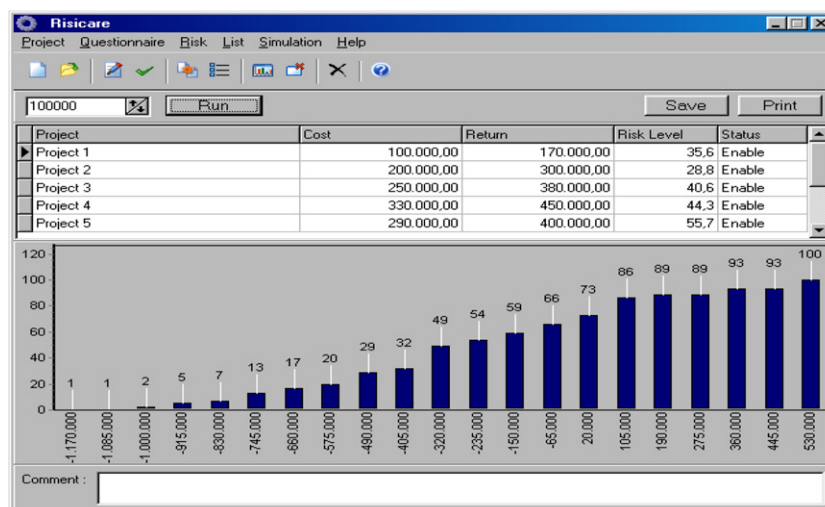 Risicare
Project Questionnaire Risk List Simulation Help
100000 Run Save Print
Project Cost Return Risk Level Status
Project 1 100.000,00 170.000,00 35,6 Enable
Project 2 200.000,00 300.000,00 28,8 Enable
Project 3 250.000,00 380.000,00 40,6 Enable
Project 4 330.000,00 450.000,00 44,3 Enable
Project 5 290.000,00 400.000,00 55,7 Enable
120
100
80
60
40
20
0
1 1 2 5 7 13 17 20 29 32 49 54 59 66 73 86 89 89 93 93 100
-1.170.000
-1.085.000
-1.000.000
-915.000
-830.000
-745.000
-660.000
-575.000
-490.000
-405.000
-320.000
-235.000
-150.000
-65.000
20.000
105.000
190.000
275.000
360.000
445.000
530.000
Comment :